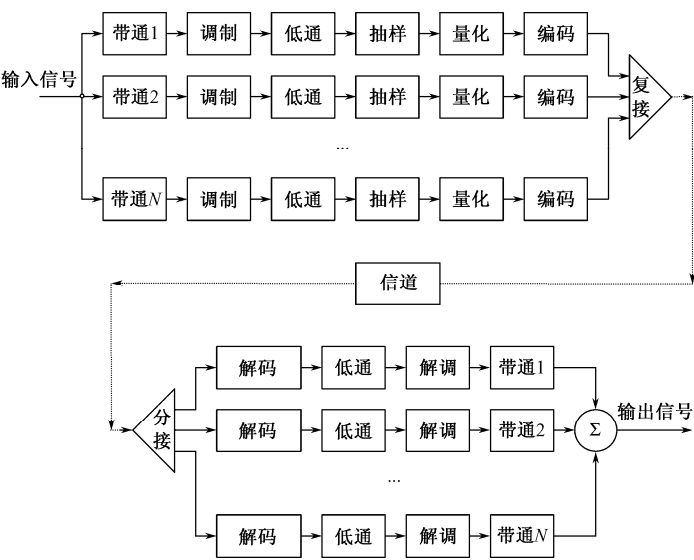 带通1 调制 低通 抽样 量化 编码
输入信号
带通2 调制 低通 抽样 量化 编码
复接
...
带通N 调制 低通 抽样 量化 编码
信道
解码 低通 解调 带通1
分接
解码 低通 解调 带通2
Σ
输出信号
...
解码 低通 解调 带通N